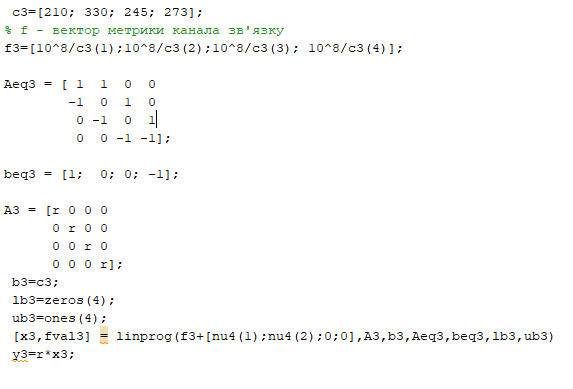 c3=[210; 330; 245; 273];
% f - вектор метрики канала зв'язку
f3=[10^8/c3(1);10^8/c3(2);10^8/c3(3); 10^8/c3(4)];
Aeq3 = [ 1 1 0 0
-1 0 1 0
0 -1 0 1
0 0 -1 -1];
beq3 = [1; 0; 0; -1];
A3 = [r 0 0 0
0 r 0 0
0 0 r 0
0 0 0 r];
b3=c3;
lb3=zeros(4);
ub3=ones(4);
[x3,fval3] = linprog(f3+[nu4(1);nu4(2);0;0],A3,b3,Aeq3,beq3,lb3,ub3)
y3=r*x3;